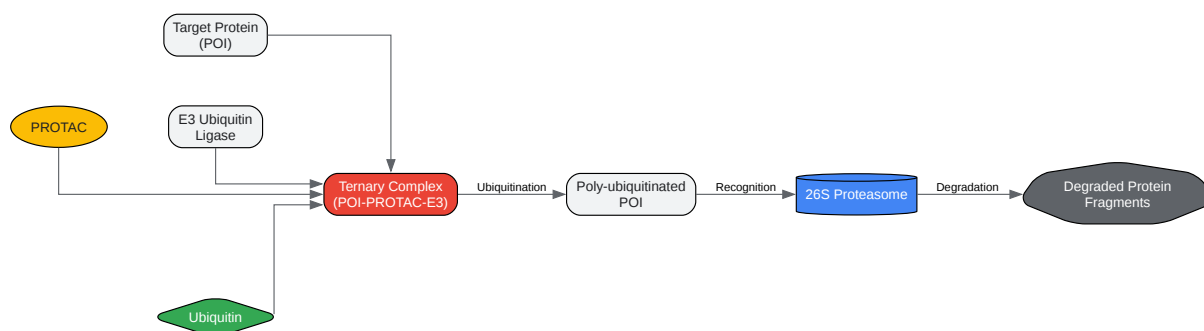 Target Protein
(POI)
PROTAC
E3 Ubiquitin
Ligase
Ternary Complex
(POI-PROTAC-E3)
Ubiquitination
Poly-ubiquitinated
POI
Recognition
26S Proteasome
Degradation
Degraded Protein
Fragments
Ubiquitin